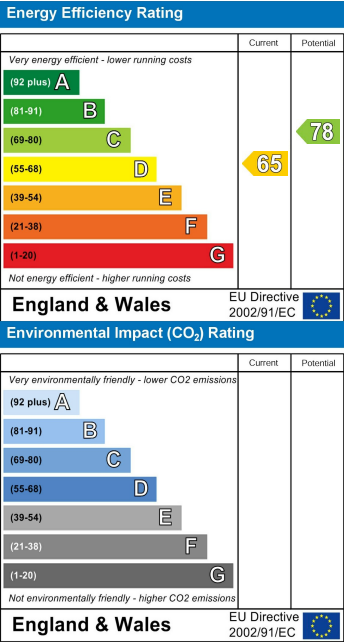 Energy Efficiency Rating
Current Potential
Very energy efficient - lower running costs
(92 plus) A
(81-91) B
(69-80) C
(55-68) D
(39-54) E
(21-38) F
(1-20) G
65
78
Not energy efficient - higher running costs
England & Wales
EU Directive
2002/91/EC
Environmental Impact (CO₂) Rating
Current Potential
Very environmentally friendly - lower CO2 emissions
(92 plus) A
(81-91) B
(69-80) C
(55-68) D
(39-54) E
(21-38) F
(1-20) G
Not environmentally friendly - higher CO2 emissions
England & Wales
EU Directive
2002/91/EC